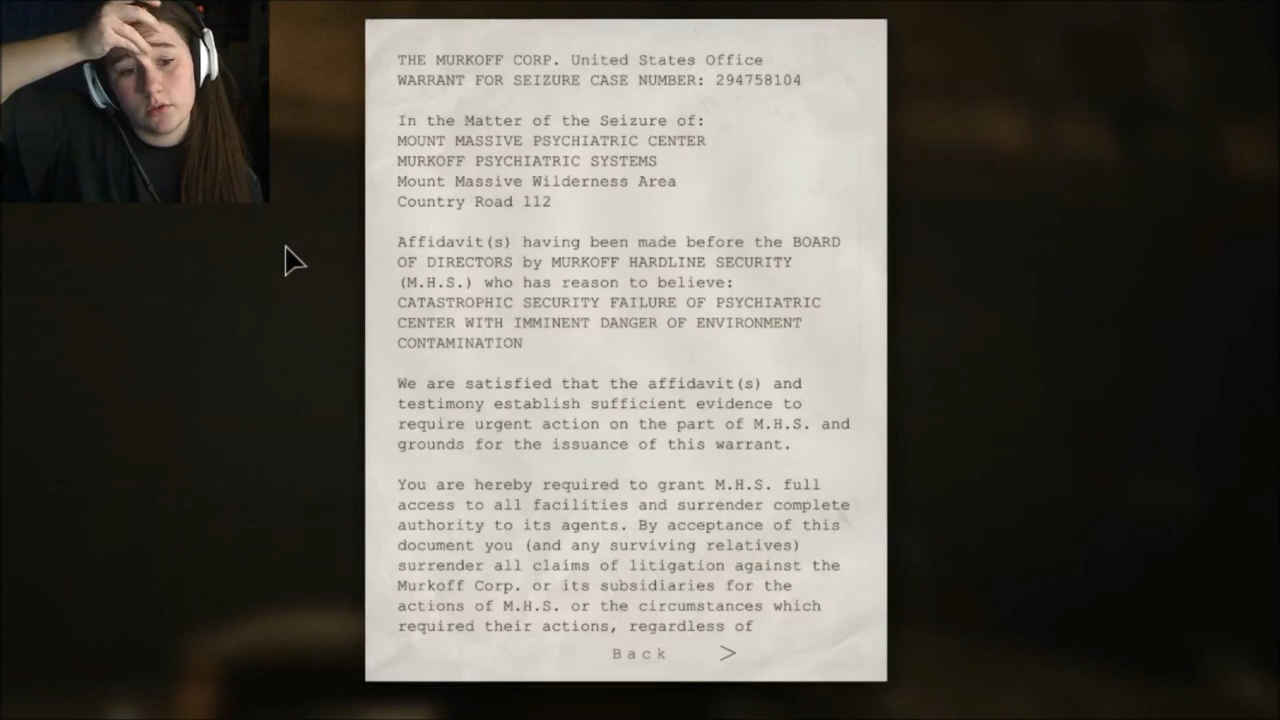 THE MURKOFF CORP. United States Office
WARRANT FOR SEIZURE CASE NUMBER: 294758104
In the Matter of the Seizure of:
MOUNT MASSIVE PSYCHIATRIC CENTER
MURKOFF PSYCHIATRIC SYSTEMS
Mount Massive Wilderness Area
Country Road 112
Affidavit(s) having been made before the BOARD
OF DIRECTORS by MURKOFF HARDLINE SECURITY
(M.H.S.) who has reason to believe:
CATASTROPHIC SECURITY FAILURE OF PSYCHIATRIC
CENTER WITH IMMINENT DANGER OF ENVIRONMENT
CONTAMINATION
We are satisfied that the affidavit(s) and
testimony establish sufficient evidence to
require urgent action on the part of M.H.S. and
grounds for the issuance of this warrant.
You are hereby required to grant M.H.S. full
access to all facilities and surrender complete
authority to its agents. By acceptance of this
document you (and any surviving relatives)
surrender all claims of litigation against the
Murkoff Corp. or its subsidiaries for the
actions of M.H.S. or the circumstances which
required their actions, regardless of
Back >